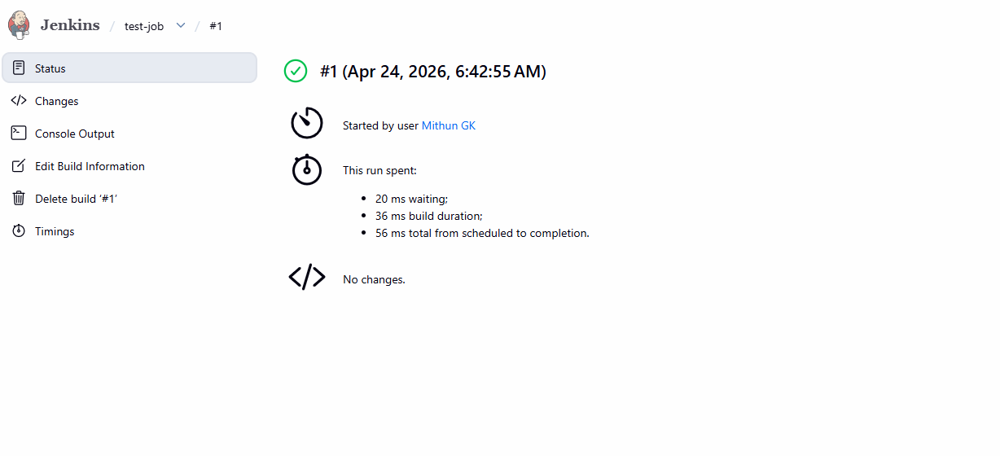 Jenkins / test-job / #1
Status
Changes
Console Output
Edit Build Information
Delete build ‘#1’
Timings
#1 (Apr 24, 2026, 6:42:55 AM)
Started by user Mithun GK
This run spent:
• 20 ms waiting;
• 36 ms build duration;
• 56 ms total from scheduled to completion.
No changes.